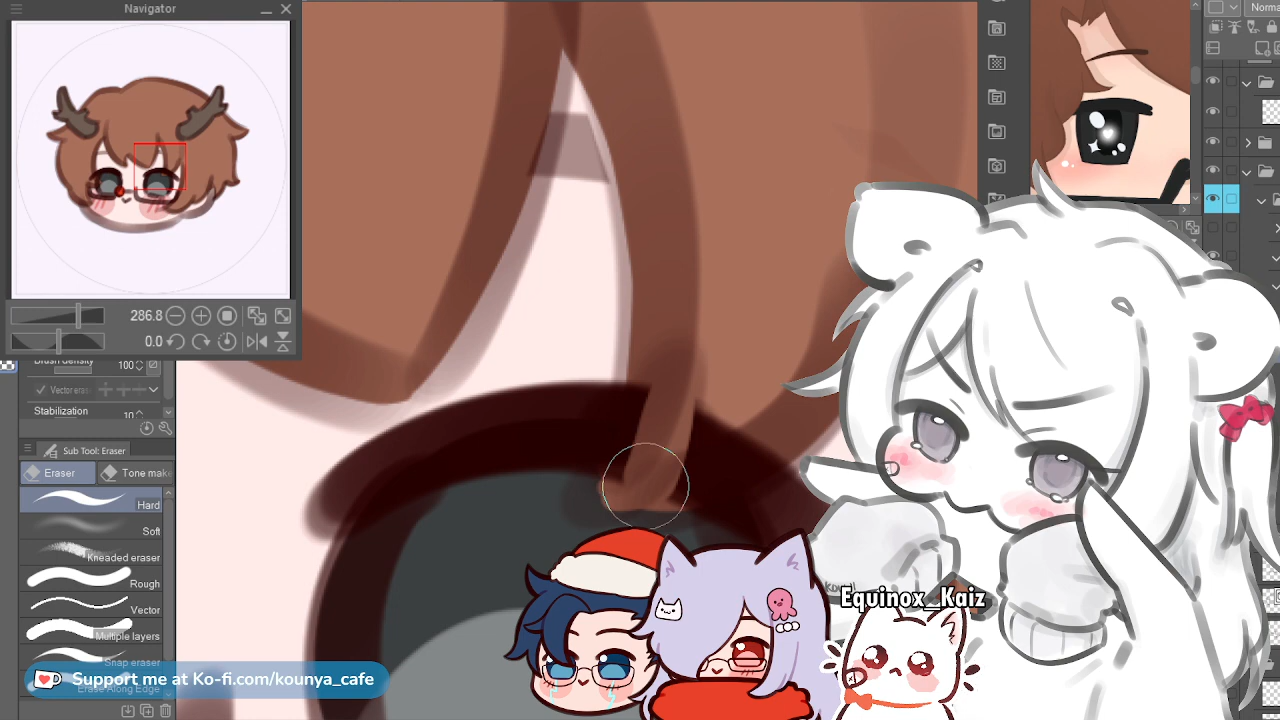 Navigator
286.8
0.0
Norma
Brush density
100
Vector eras
Stabilization
10
Sub Tool: Eraser
Eraser
Tone make
Hard
Soft
Kneaded eraser
Rough
Vector
Multiple layers
Snap eraser
Erase Along Edge
Support me at Ko-fi.com/kounya_cafe
Equinox_Kaiz